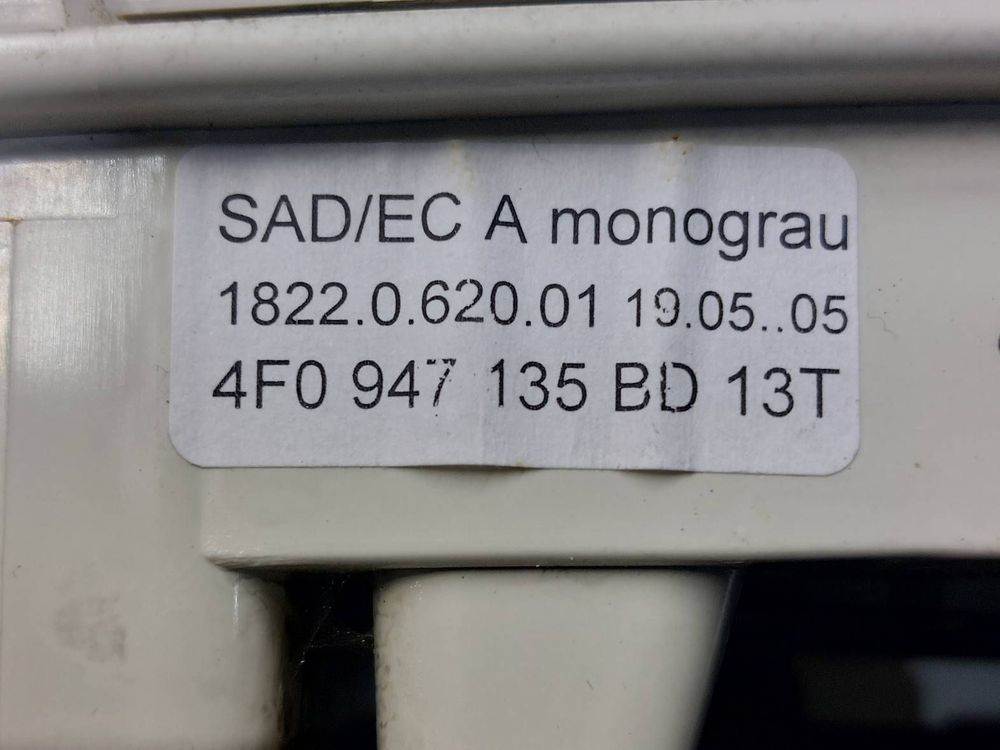 SAD/EC A monograu
1822.0.620.01 19.05..05
4F0 947 135 BD 13T